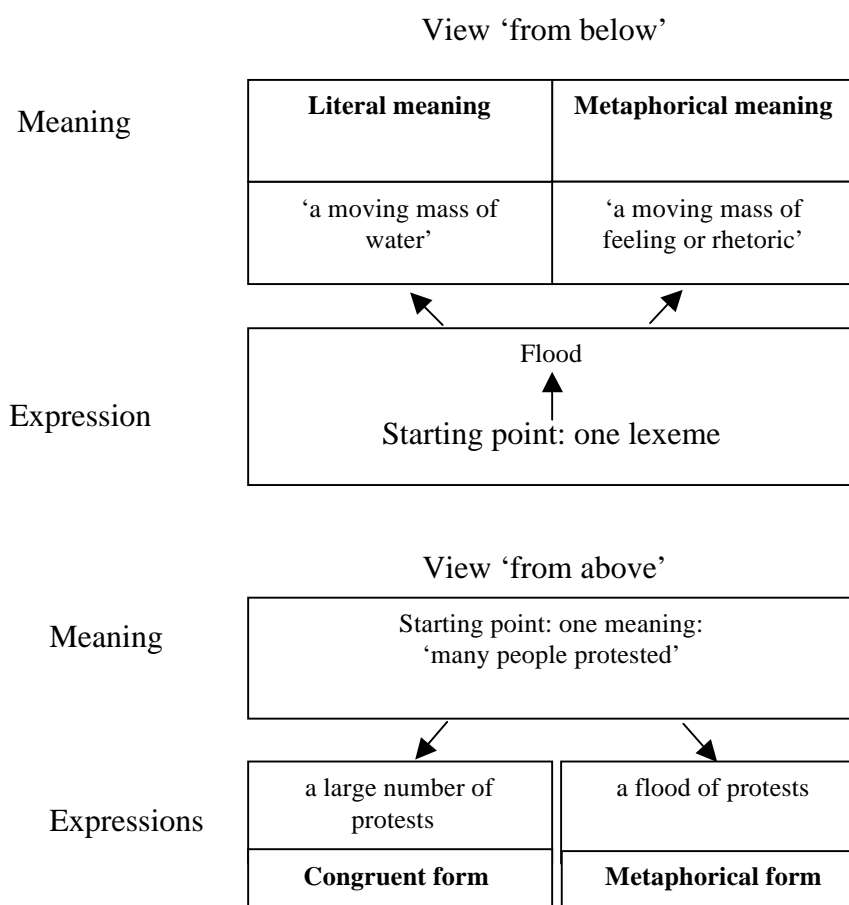 View ‘from below’
Meaning
Literal meaning
Metaphorical meaning
‘a moving mass of
water’
‘a moving mass of
feeling or rhetoric’
Expression
Flood
Starting point: one lexeme
View ‘from above’
Meaning
Starting point: one meaning:
‘many people protested’
Expressions
a large number of
protests
a flood of protests
Congruent form
Metaphorical form